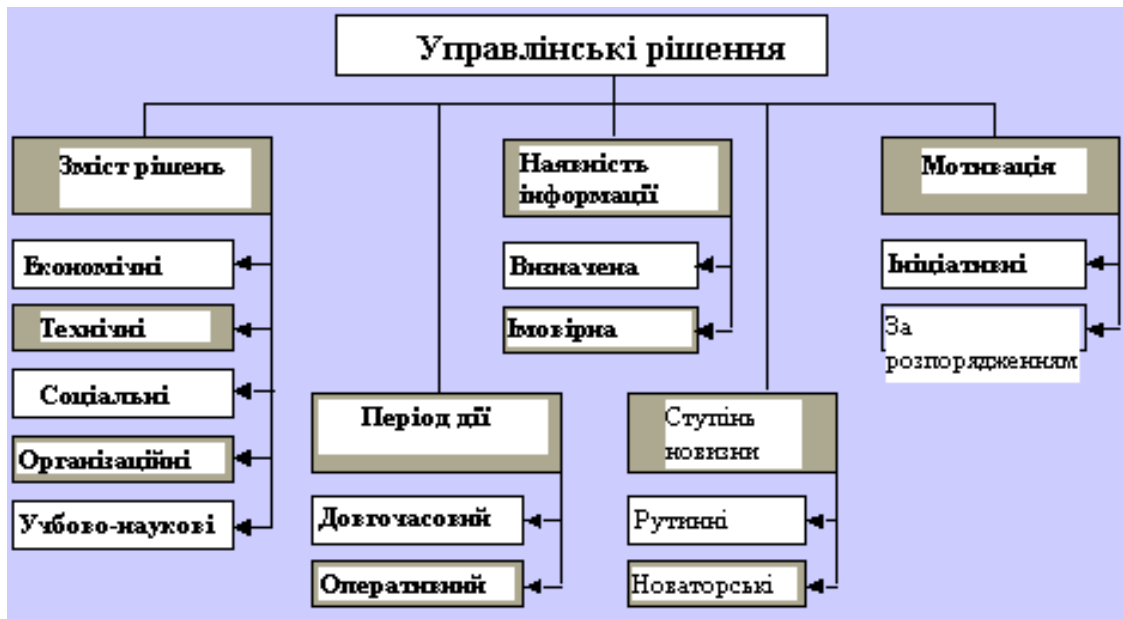 Управлінські рішення
Зміст рішень
Економічні
Технічні
Соціальні
Організаційні
Учбово-наукові
Період дії
Довгочасовий
Оперативний
Наявність
інформації
Визначена
Імовірна
Ступінь
новизни
Рутинні
Новаторські
Мотивація
Ініціативні
За
розпорядженням